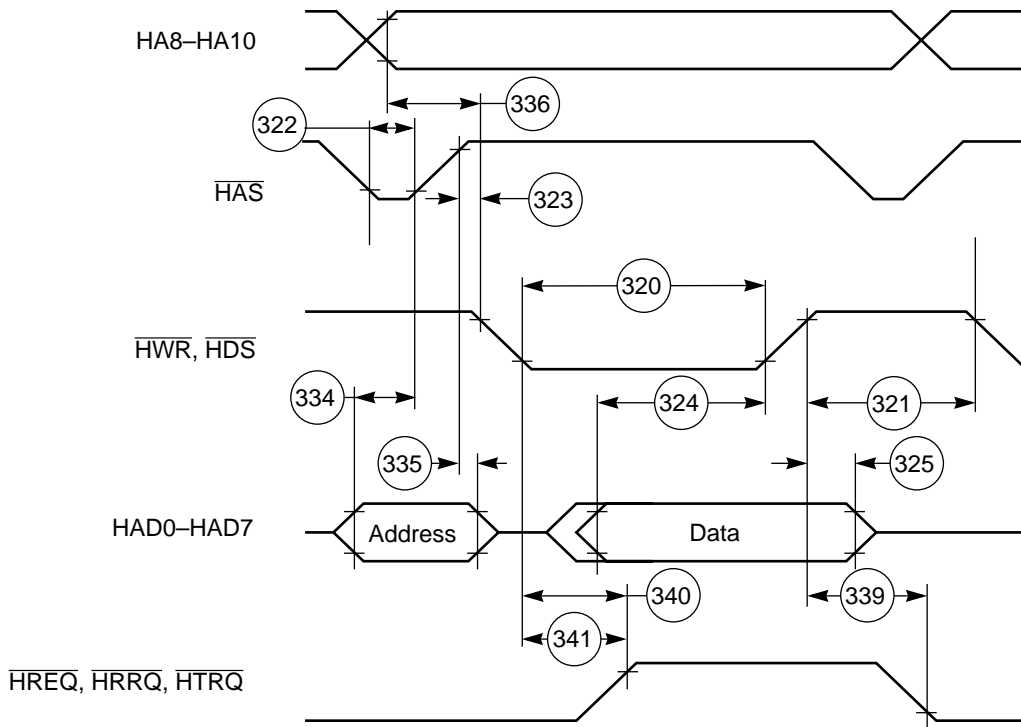 HA8–HA10
336
322
HAS
323
320
HWR, HDS
334
324
321
335
325
HAD0–HAD7
Address
Data
340
339
341
HREQ, HRRQ, HTRQ